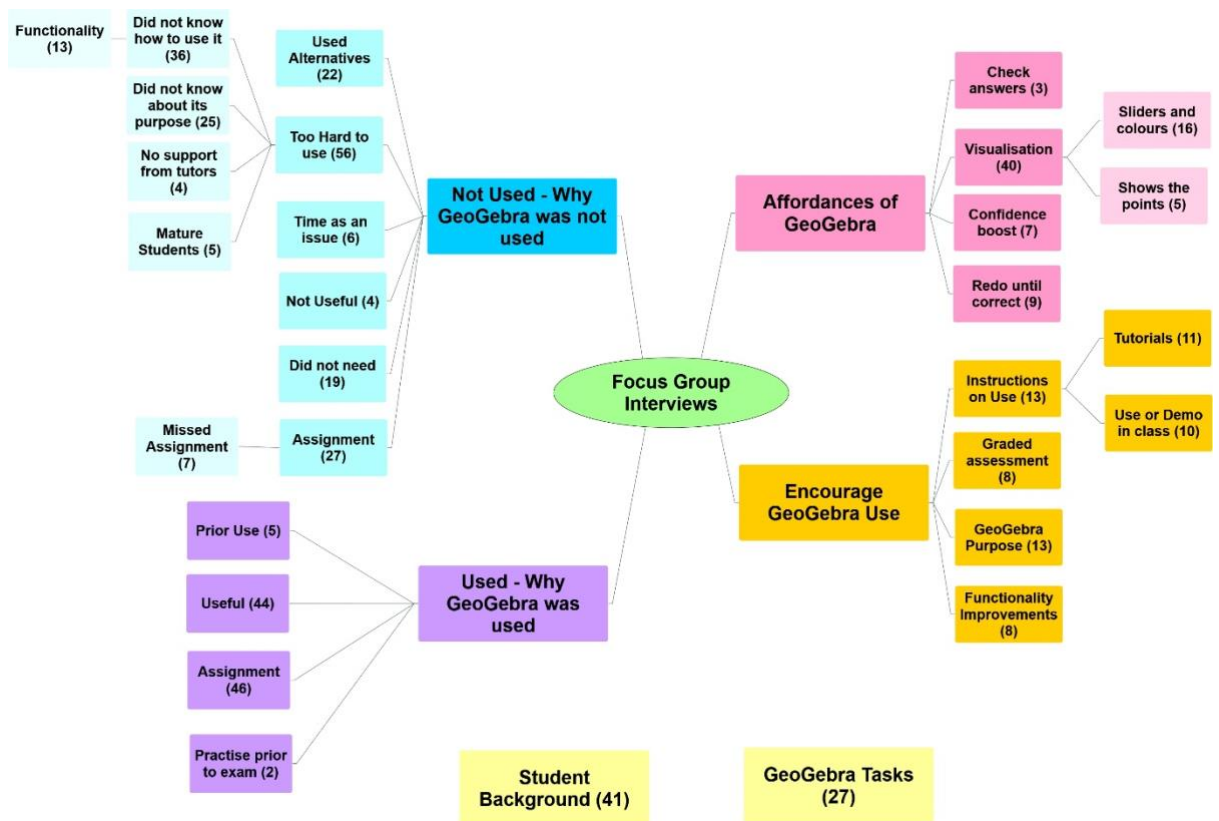 Functionality
(13)
Did not know
how to use it
(36)
Did not know
about its
purpose (25)
No support
from tutors
(4)
Mature
Students (5)
Used
Alternatives
(22)
Too Hard to
use (56)
Time as an
issue (6)
Not Useful (4)
Did not need
(19)
Missed
Assignment
(7)
Assignment
(27)
Not Used - Why
GeoGebra was not
used
Affordances of
GeoGebra
Check
answers (3)
Visualisation
(40)
Confidence
boost (7)
Redo until
correct (9)
Sliders and
colours (16)
Shows the
points (5)
Focus Group
Interviews
Encourage
GeoGebra Use
Instructions
on Use (13)
Graded
assessment
(8)
GeoGebra
Purpose (13)
Functionality
Improvements
(8)
Tutorials (11)
Use or Demo
in class (10)
Prior Use (5)
Useful (44)
Assignment
(46)
Practise prior
to exam (2)
Used - Why
GeoGebra was
used
Student
Background (41)
GeoGebra Tasks
(27)